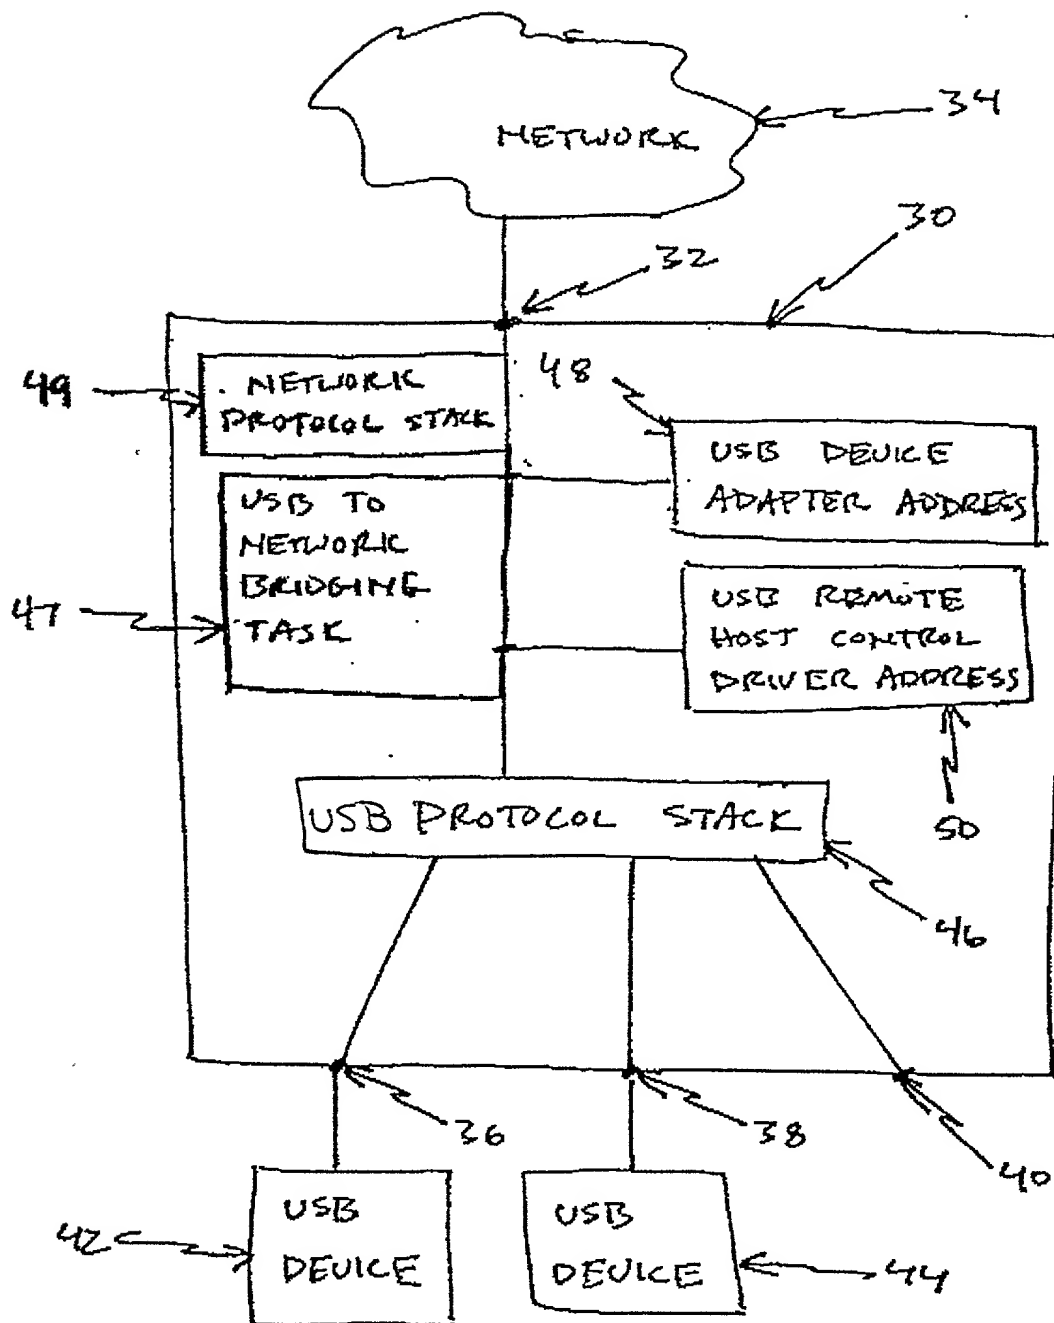 NETWORK
34
30
32
49
NETWORK
PROTOCOL STACK
48
USB DEVICE
ADAPTER ADDRESS
USB TO
NETWORK
BRIDGING
TASK
47
USB REMOTE
HOST CONTROL
DRIVER ADDRESS
50
USB PROTOCOL STACK
46
36
38
40
42
USB
DEVICE
USB
DEVICE
44